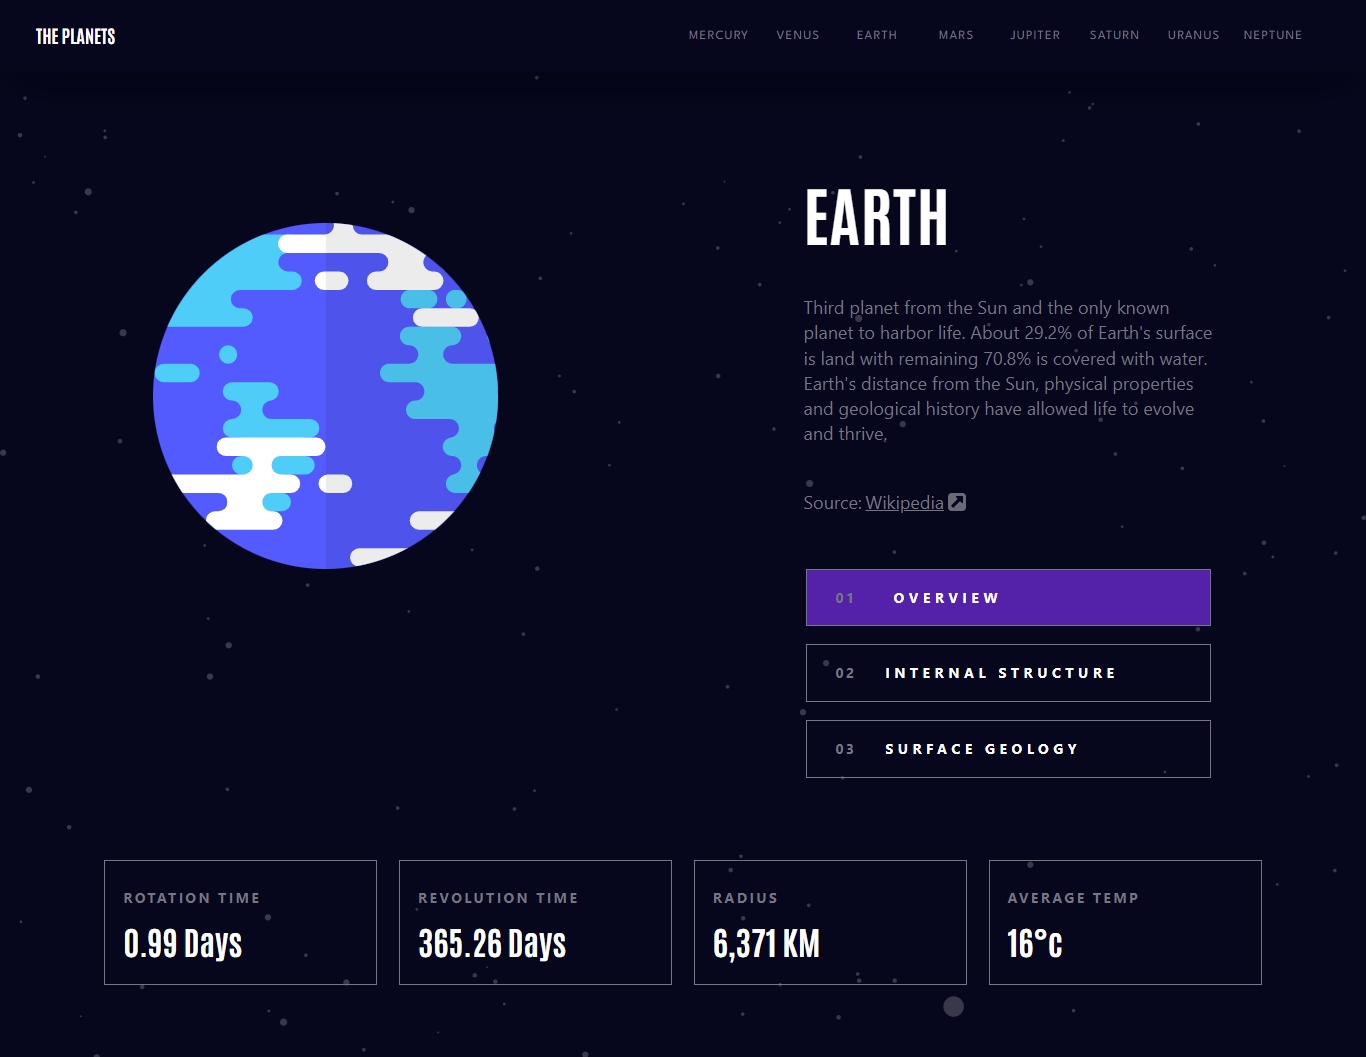 THE PLANETS
MERCURY VENUS EARTH MARS JUPITER SATURN URANUS NEPTUNE
EARTH
Third planet from the Sun and the only known
planet to harbor life. About 29.2% of Earth's surface
is land with remaining 70.8% is covered with water.
Earth's distance from the Sun, physical properties
and geological history have allowed life to evolve
and thrive,
Source: Wikipedia
01 OVERVIEW
02 INTERNAL STRUCTURE
03 SURFACE GEOLOGY
ROTATION TIME
0.99 Days
REVOLUTION TIME
365.26 Days
RADIUS
6,371 KM
AVERAGE TEMP
16°c